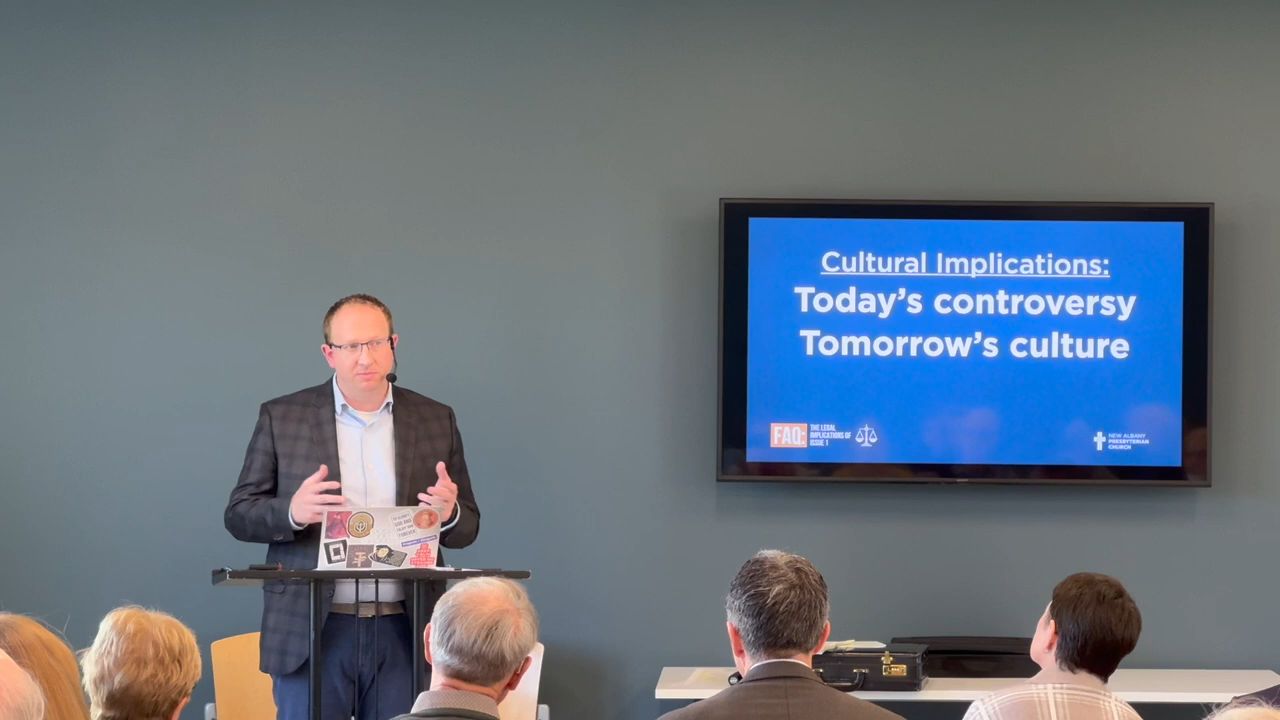 Cultural Implications:
Today's controversy
Tomorrow's culture
FAQ:
THE LEGAL
IMPLICATIONS OF
ISSUE 1
NEW ALBANY
PRESBYTERIAN
CHURCH